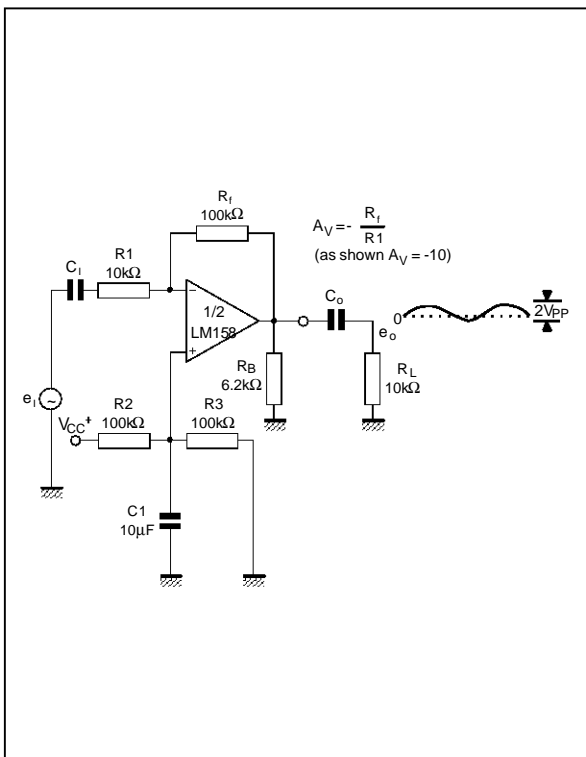 Rf
100kΩ
AV = - Rf
R1
(as shown AV = -10)
R1
10kΩ
CI
1/2
LM158
-
+
Co
eo
0
2VPP
RB
6.2kΩ
RL
10kΩ
eI
~
VCC+
R2
100kΩ
R3
100kΩ
C1
10μF